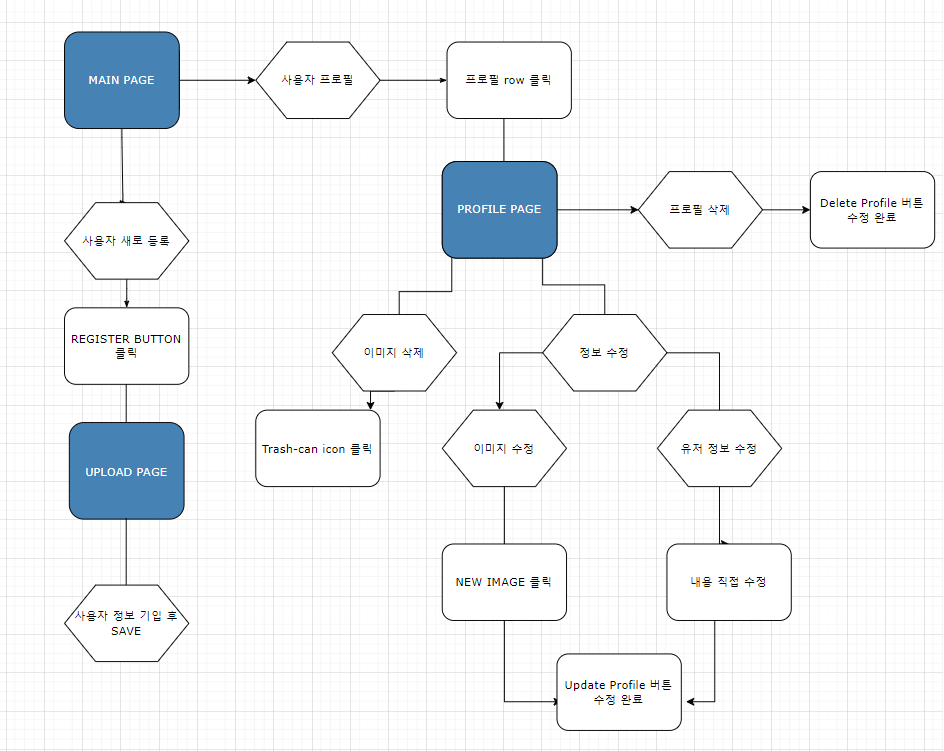 MAIN PAGE
사용자 프로필
프로필 row 클릭
PROFILE PAGE
프로필 삭제
Delete Profile 버튼
수정 완료
사용자 새로 등록
REGISTER BUTTON
클릭
이미지 삭제
정보 수정
Trash-can icon 클릭
이미지 수정
유저 정보 수정
UPLOAD PAGE
NEW IMAGE 클릭
내용 직접 수정
사용자 정보 기입 후
SAVE
Update Profile 버튼
수정 완료